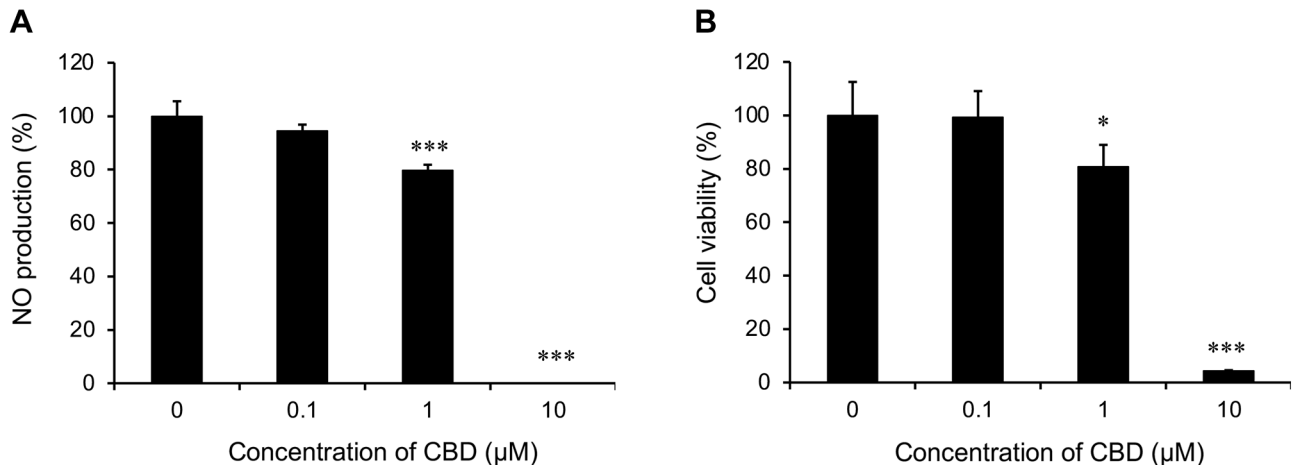 A
NO production (%)
120
100
80
60
40
20
0
***
***
0 0.1 1 10
Concentration of CBD (μM)
B
Cell viability (%)
120
100
80
60
40
20
0
*
***
0 0.1 1 10
Concentration of CBD (μM)